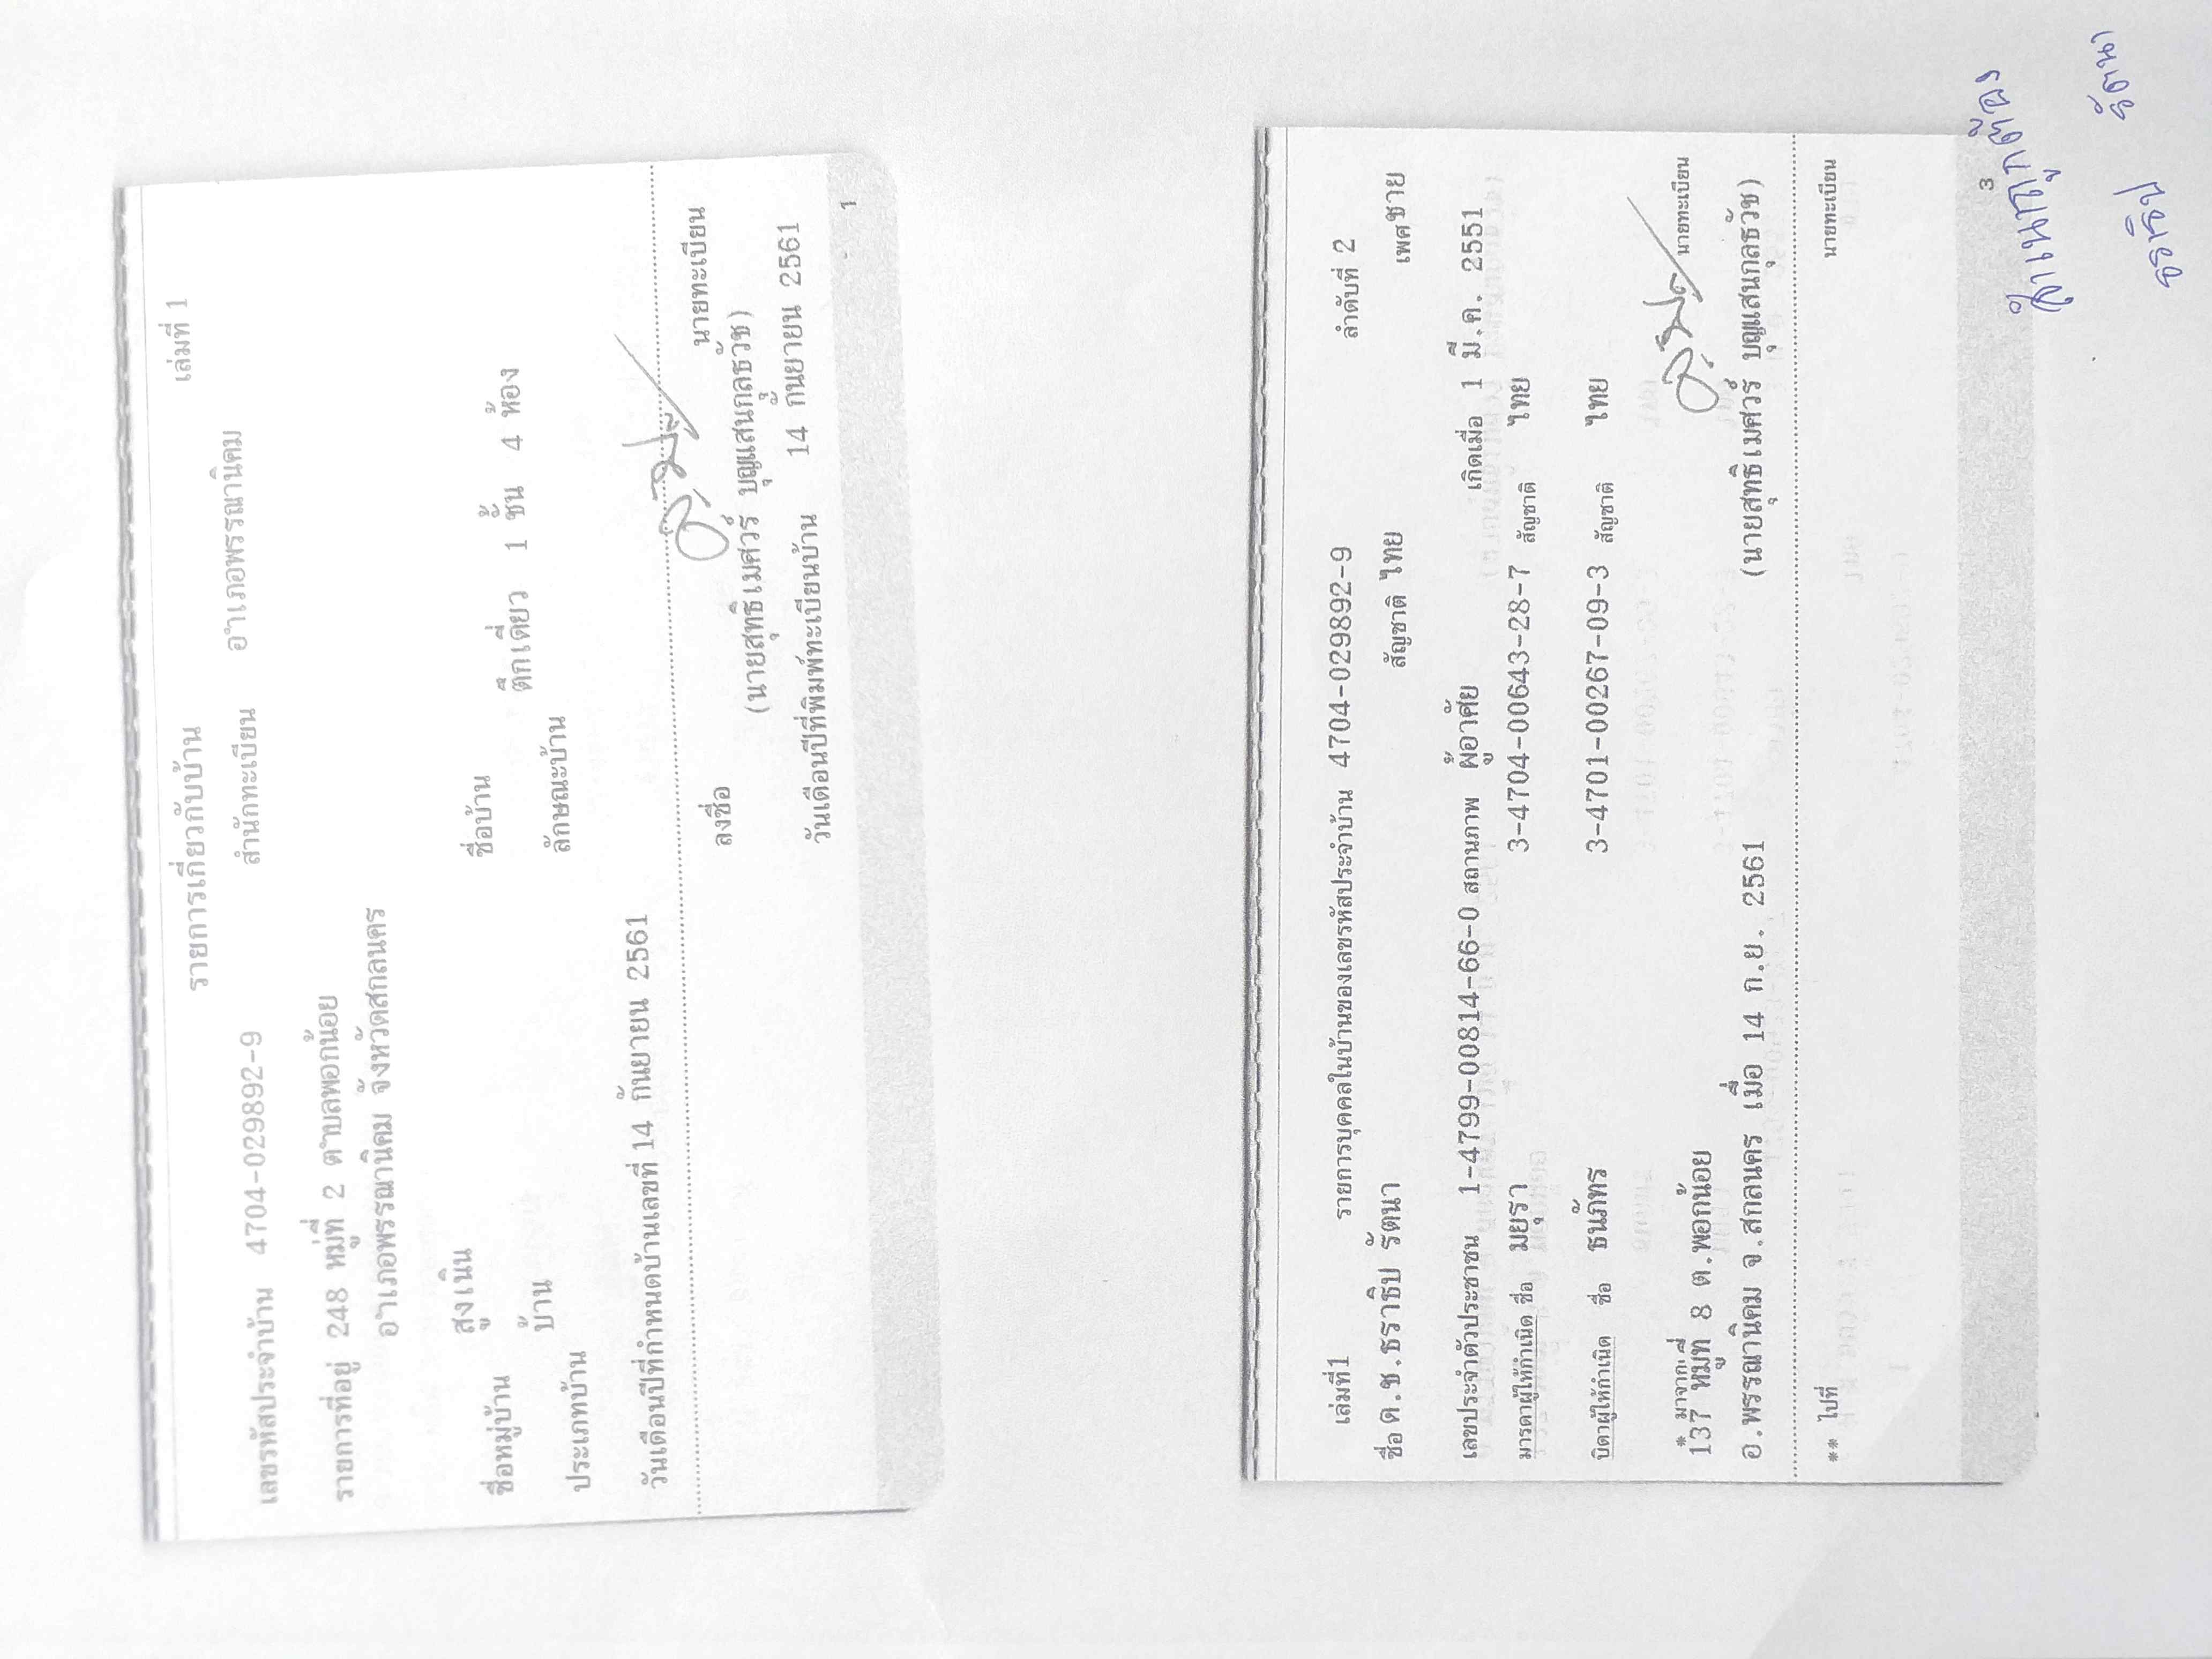 รายการเกี่ยวกับบ้าน เล่มที่ 1
เลขรหัสประจำบ้าน 4704-029892-9 สำนักทะเบียน อำเภอพรรณานิคม
รายการที่อยู่ 248 หมู่ที่ 2 ตำบลพอกน้อย
อำเภอพรรณานิคม จังหวัดสกลนคร
ชื่อหมู่บ้าน สูงเนิน ชื่อบ้าน
ประเภทบ้าน บ้าน ลักษณะบ้าน ตึกเดี่ยว 1 ชั้น 4 ห้อง
วันเดือนปีที่กำหนดบ้านเลขที่ 14 กันยายน 2561
ลงชื่อ นายทะเบียน
(นายสุทธิเมศวร์ บุญแสนกลธวัช)
วันเดือนปีที่พิมพ์ทะเบียนบ้าน 14 กันยายน 2561
1
เล่มที่1 รายการบุคคลในบ้านของเลขรหัสประจำบ้าน 4704-029892-9 ลำดับที่ 2
ชื่อ ด.ช.ธราธิป รัตนา สัญชาติ ไทย เพศ ชาย
เลขประจำตัวประชาชน 1-4799-00814-66-0 สถานภาพ ผู้อาศัย เกิดเมื่อ 1 มี.ค. 2551
มารดาผู้ให้กำเนิด ชื่อ มยุรา 3-4704-00643-28-7 สัญชาติ ไทย
บิดาผู้ให้กำเนิด ชื่อ ธนภัทร 3-4701-00267-09-3 สัญชาติ ไทย
* มาจาก
137 หมู่ที่ 8 ต.พอกน้อย นายทะเบียน
อ.พรรณานิคม จ.สกลนคร เมื่อ 14 ก.ย. 2561 (นายสุทธิเมศวร์ บุญแสนกลธวัช)
** ไปที่ นายทะเบียน
3
สำเนาถูกต้อง
ธราธิป รัตนา